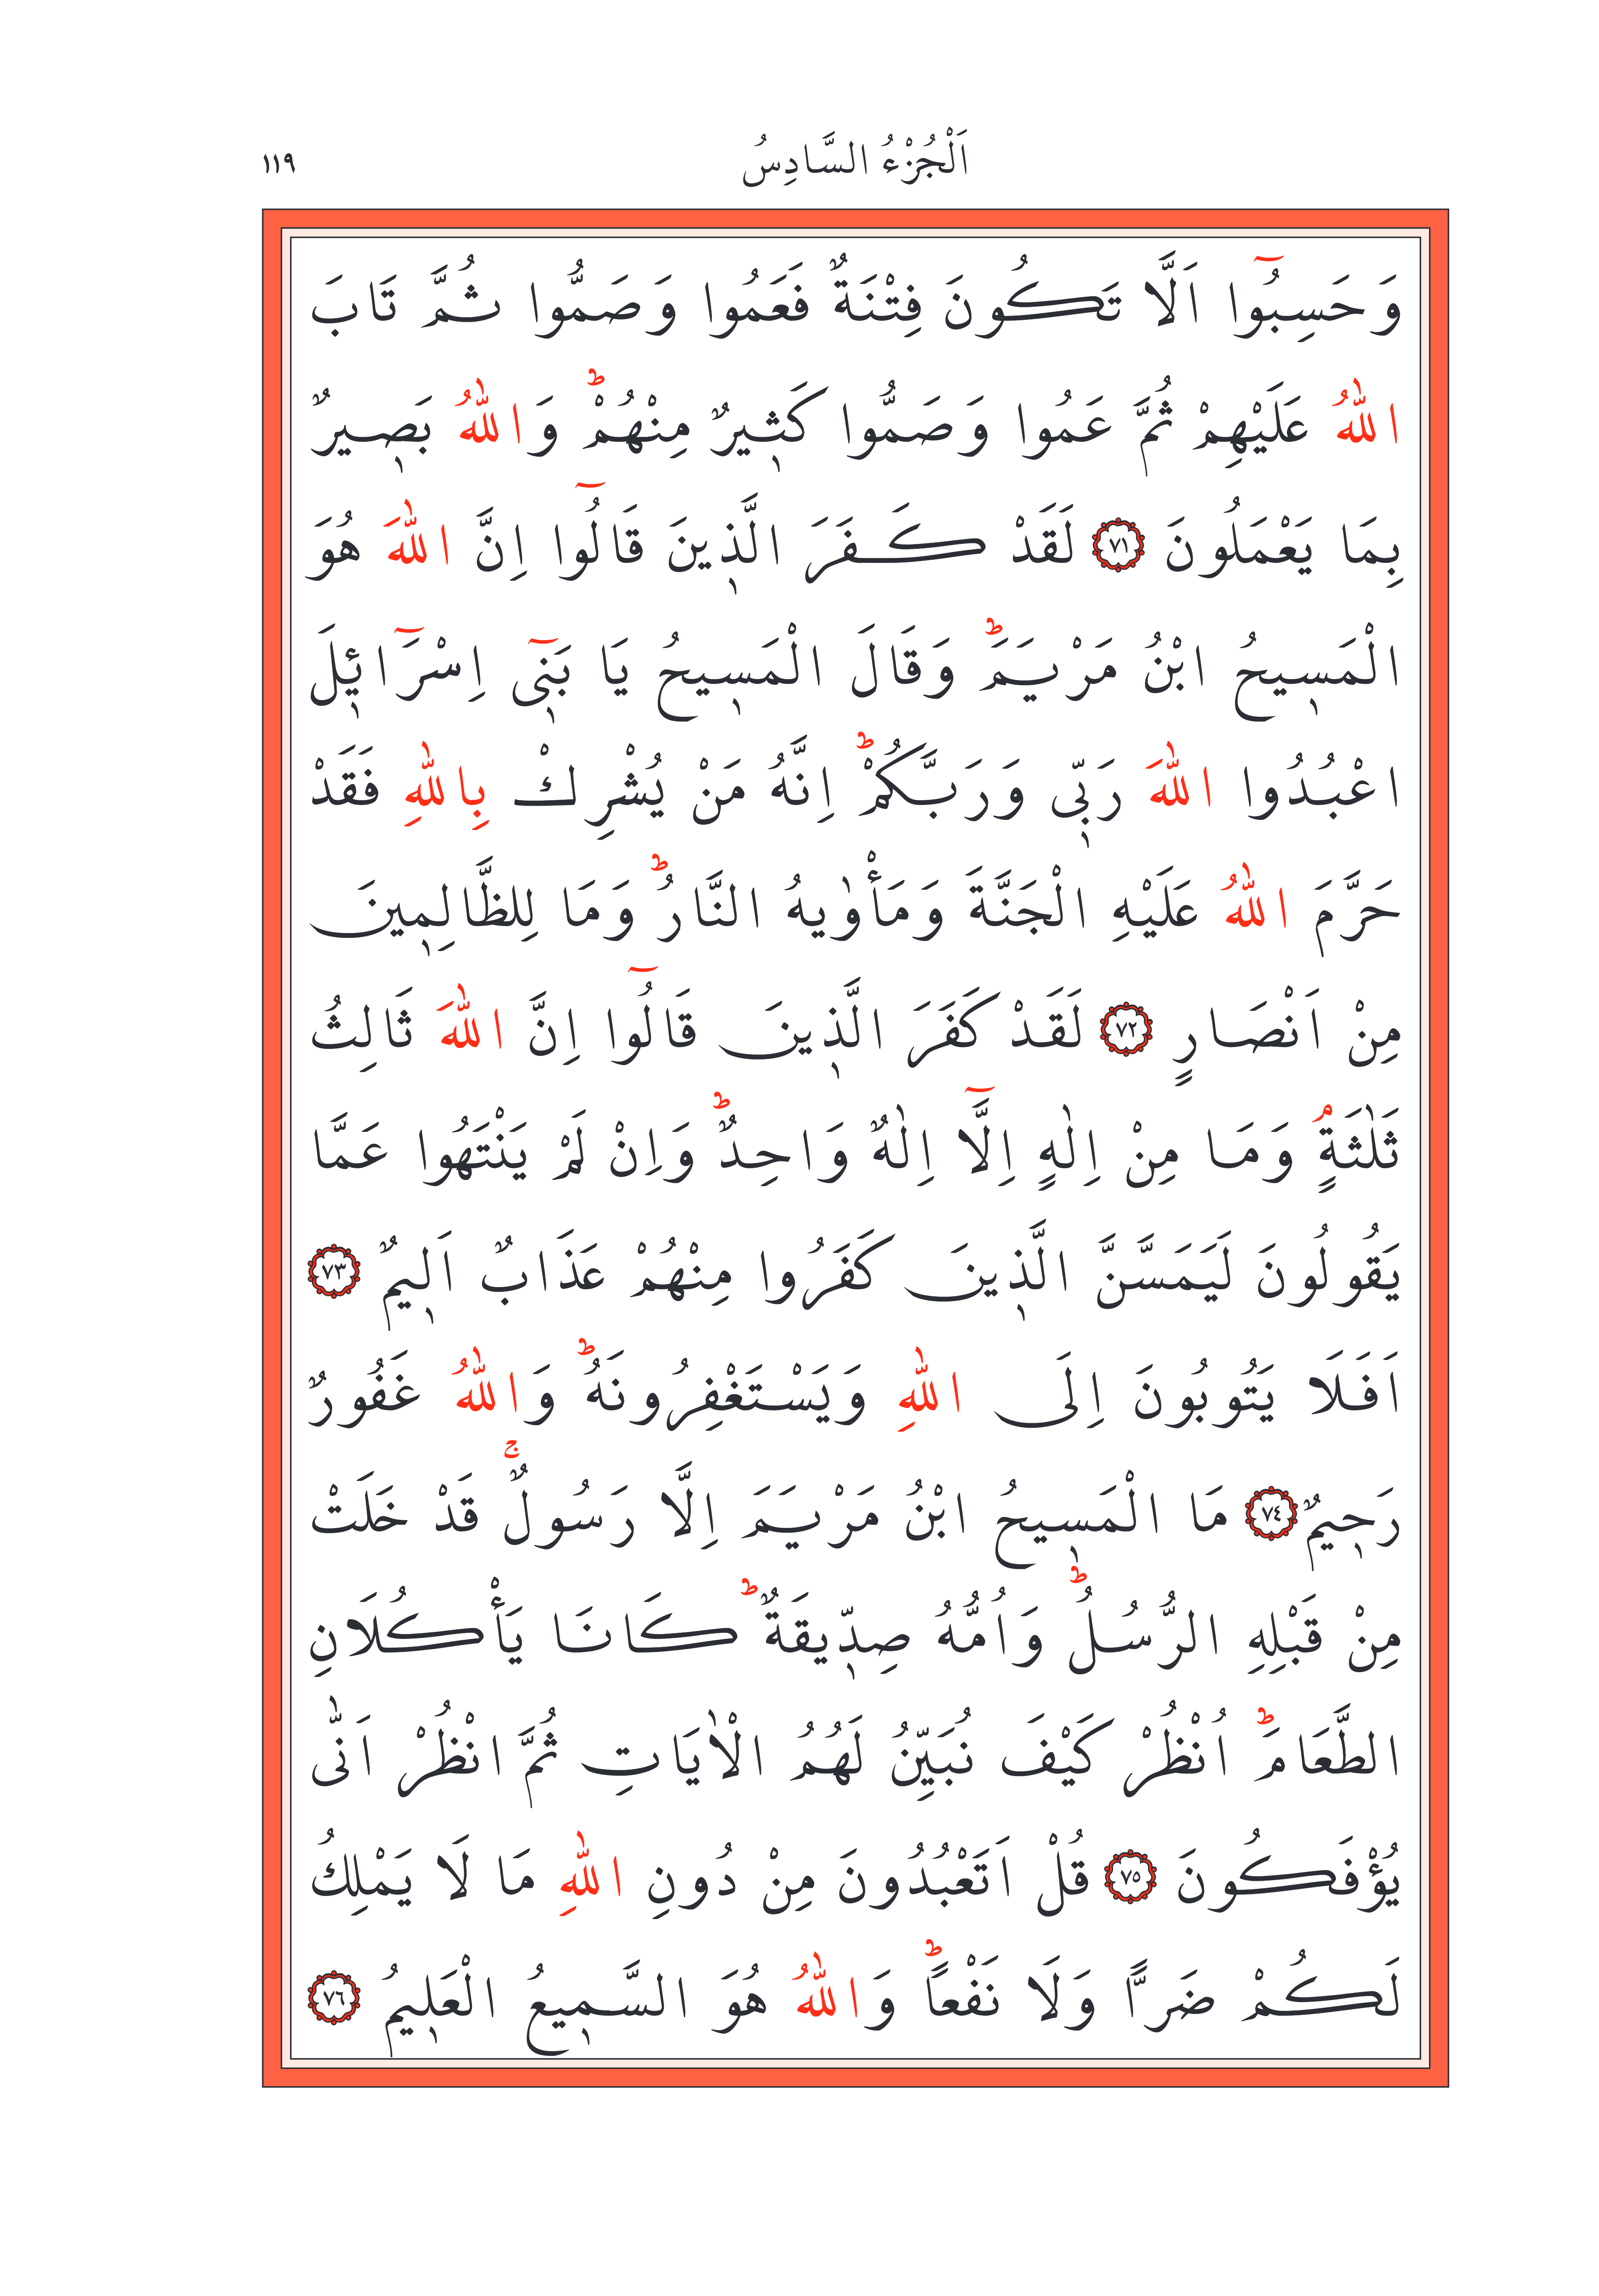 اَلْجُزْءُ السَّادِسُ
١١٩
وَحَسِبُٓوا اَلَّا تَكُونَ فِتْنَةٌ فَعَمُوا وَصَمُّوا ثُمَّ تَابَ
اللّٰهُ عَلَيْهِمْ ثُمَّ عَمُوا وَصَمُّوا كَث۪يرٌ مِنْهُمْۜ وَاللّٰهُ بَص۪يرٌ
بِمَا يَعْمَلُونَ ﴿٧١﴾ لَقَدْ كَفَرَ الَّذ۪ينَ قَالُٓوا اِنَّ اللّٰهَ هُوَ
الْمَس۪يحُ ابْنُ مَرْيَمَۜ وَقَالَ الْمَس۪يحُ يَا بَن۪ٓى اِسْرَٓائ۪لَ
اعْبُدُوا اللّٰهَ رَبّ۪ى وَرَبَّكُمْۜ اِنَّهُ مَنْ يُشْرِكْ بِاللّٰهِ فَقَدْ
حَرَّمَ اللّٰهُ عَلَيْهِ الْجَنَّةَ وَمَأْوٰيهُ النَّارُۜ وَمَا لِلظَّالِم۪ينَ
مِنْ اَنْصَارٍ ﴿٧٢﴾ لَقَدْ كَفَرَ الَّذ۪ينَ قَالُٓوا اِنَّ اللّٰهَ ثَالِثُ
ثَلٰثَةٍۢ وَمَا مِنْ اِلٰهٍ اِلَّٓا اِلٰهٌ وَاحِدٌۜ وَاِنْ لَمْ يَنْتَهُوا عَمَّا
يَقُولُونَ لَيَمَسَّنَّ الَّذ۪ينَ كَفَرُوا مِنْهُمْ عَذَابٌ اَل۪يمٌ ﴿٧٣﴾
اَفَلَا يَتُوبُونَ اِلَى اللّٰهِ وَيَسْتَغْفِرُونَهُۜ وَاللّٰهُ غَفُورٌ
رَح۪يمٌ ﴿٧٤﴾ مَا الْمَس۪يحُ ابْنُ مَرْيَمَ اِلَّا رَسُولٌۚ قَدْ خَلَتْ
مِنْ قَبْلِهِ الرُّسُلُۜ وَاُمُّهُ صِدّ۪يقَةٌۜ كَانَا يَأْكُلَانِ
الطَّعَامَۜ اُنْظُرْ كَيْفَ نُبَيِّنُ لَهُمُ الْاٰيَاتِ ثُمَّ انْظُرْ اَنّٰى
يُؤْفَكُونَ ﴿٧٥﴾ قُلْ اَتَعْبُدُونَ مِنْ دُونِ اللّٰهِ مَا لَا يَمْلِكُ
لَكُمْ ضَرًّا وَلَا نَفْعًاۜ وَاللّٰهُ هُوَ السَّم۪يعُ الْعَل۪يمُ ﴿٧٦﴾